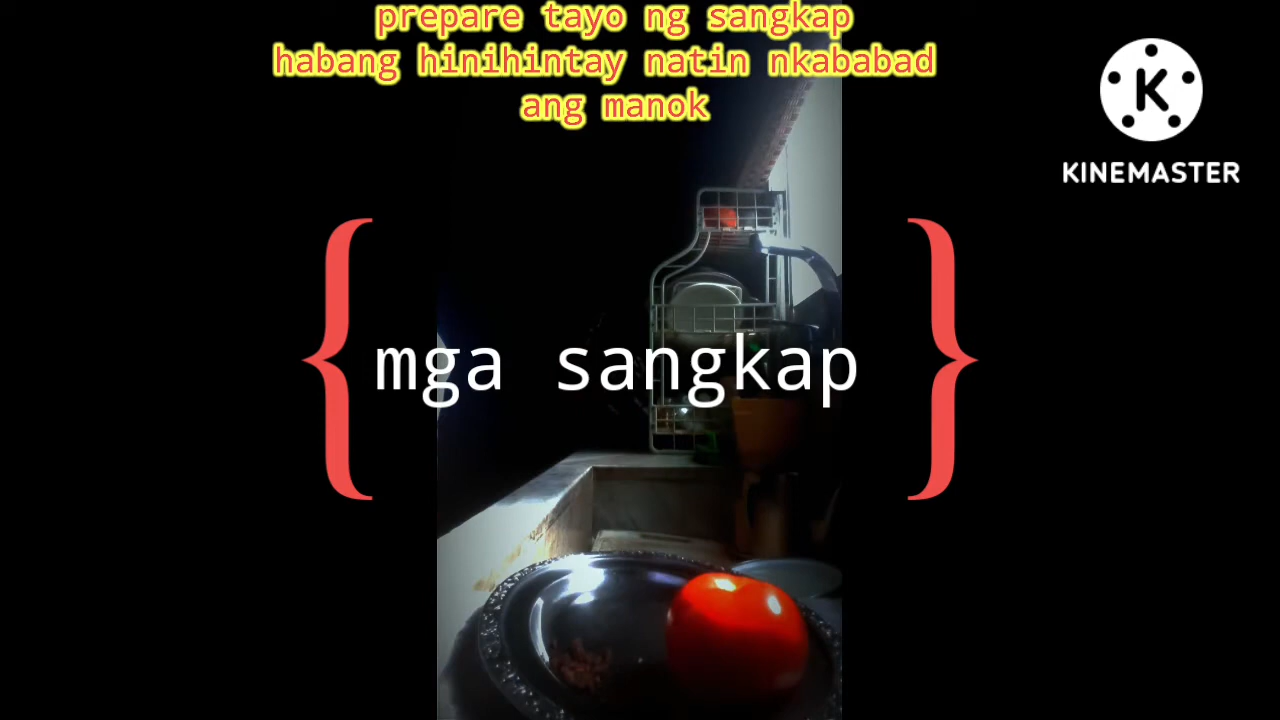 prepare tayo ng sangkap
habang hinihintay natin nkababad
ang manok
KINEMASTER
{mga sangkap}